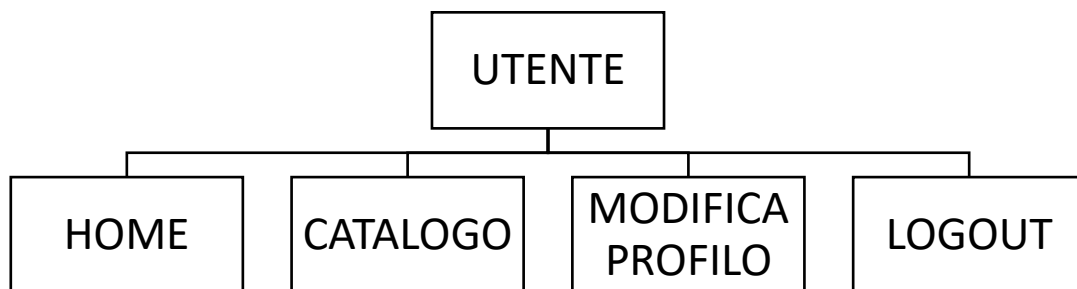 UTENTE
HOME
CATALOGO
MODIFICA
PROFILO
LOGOUT